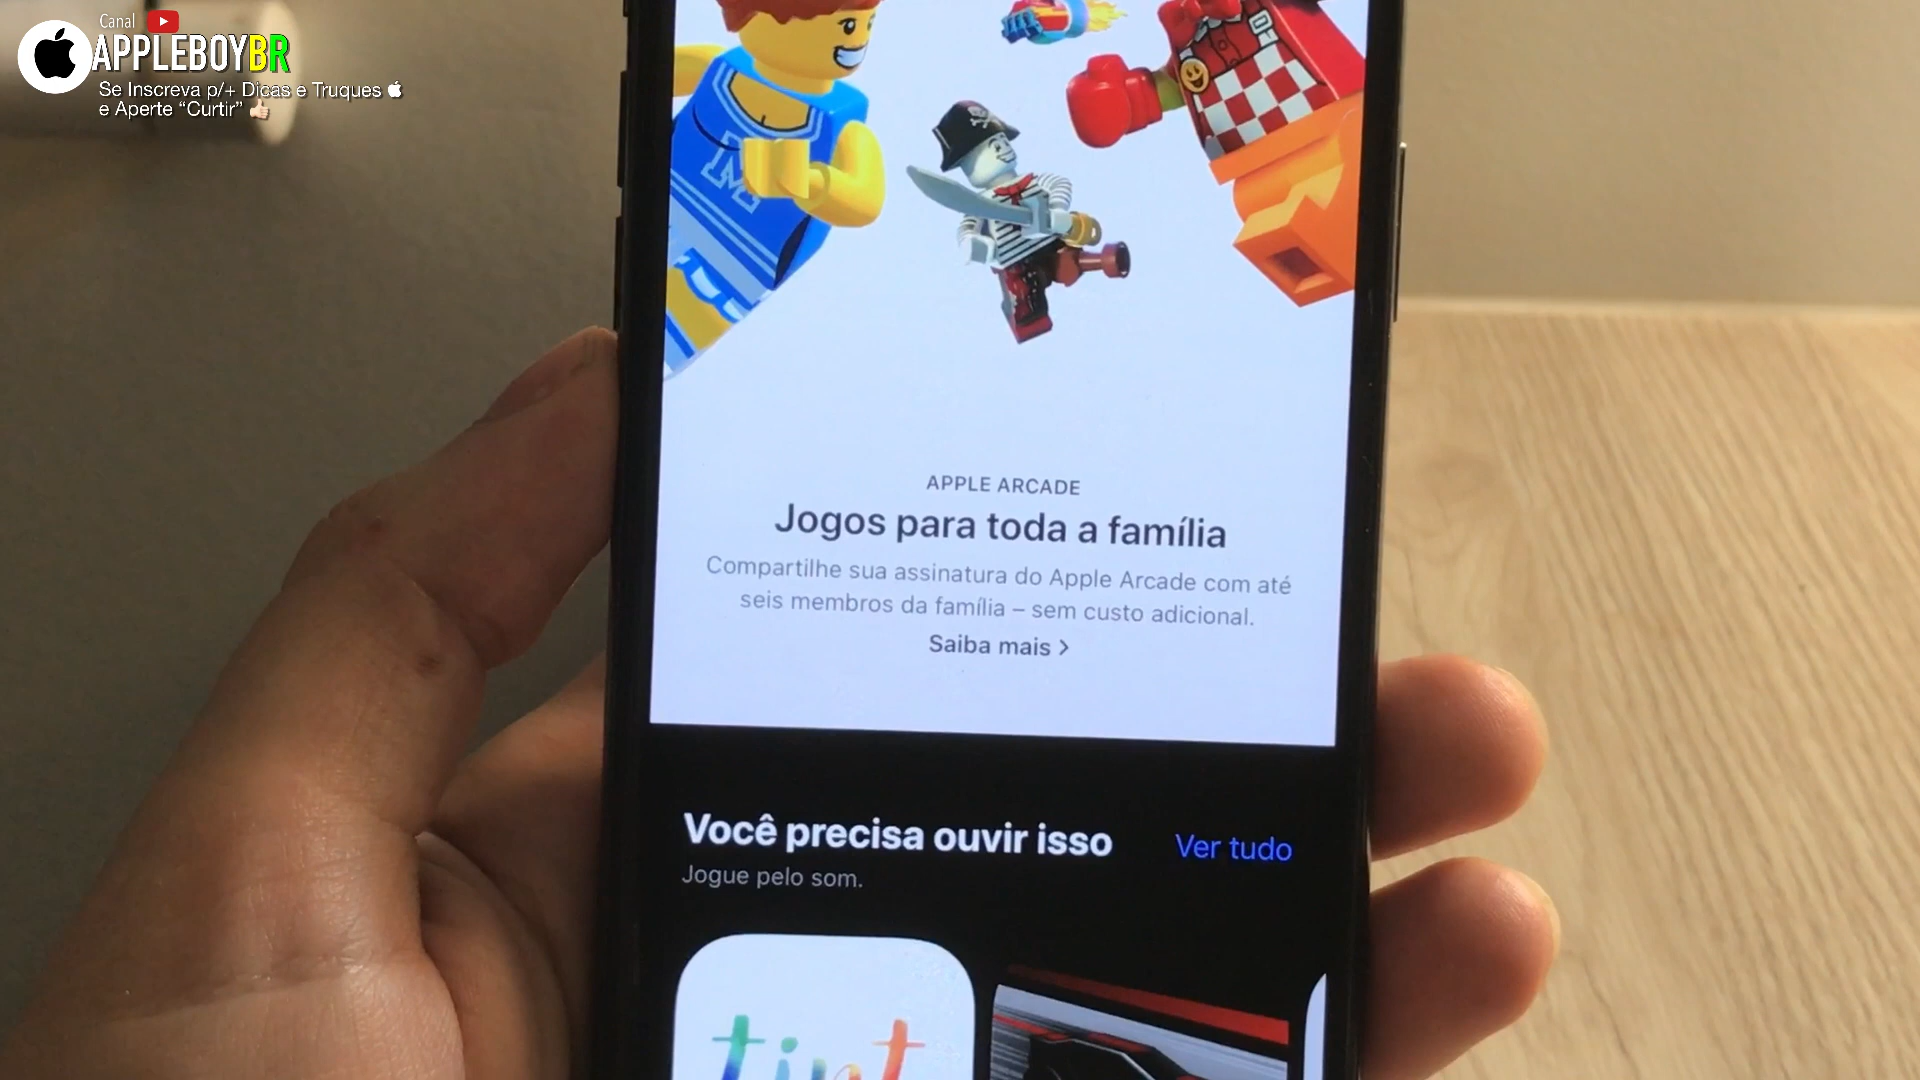 Canal
APPLEBOYBR
Se Inscreva p/+ Dicas e Truques
e Aperte “Curtir”
M
APPLE ARCADE
Jogos para toda a família
Compartilhe sua assinatura do Apple Arcade com até
seis membros da família – sem custo adicional.
Saiba mais >
Você precisa ouvir isso
Ver tudo
Jogue pelo som.
tint